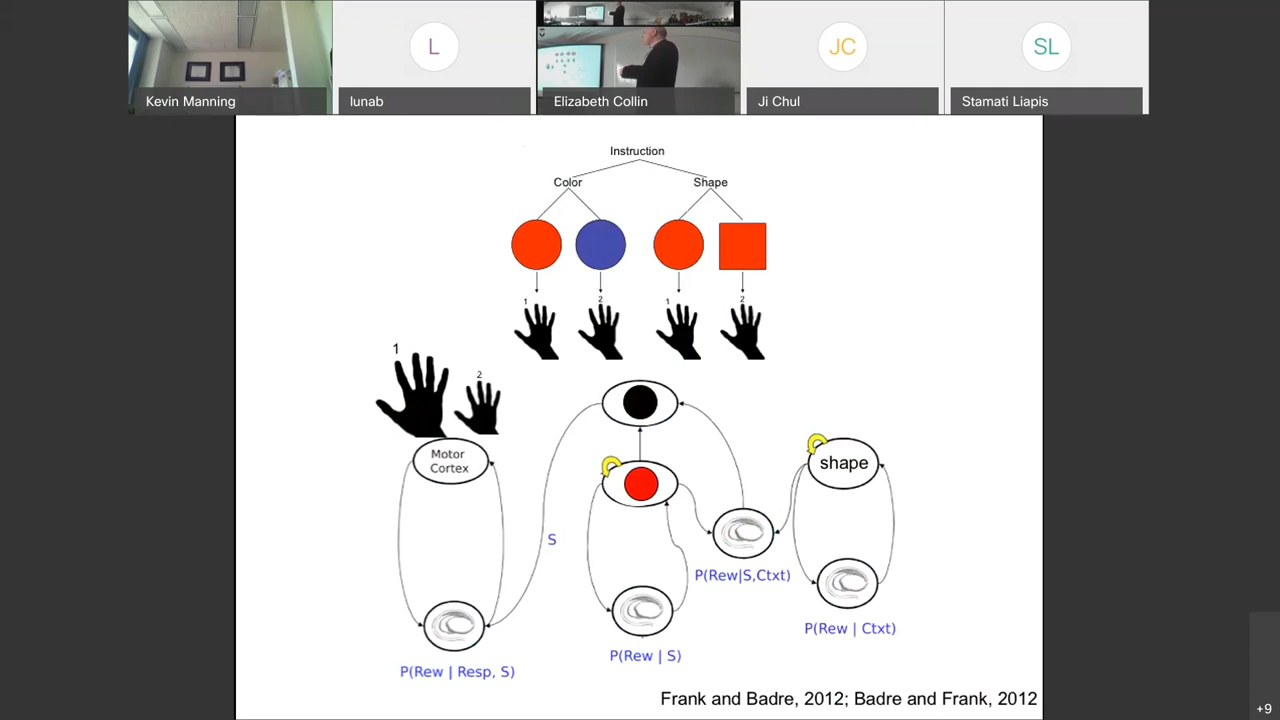 Kevin Manning
L
lunab
Elizabeth Collin
JC
Ji Chul
SL
Stamati Liapis
Instruction
Color
Shape
1
2
1
2
1
2
Motor
Cortex
shape
S
P(Rew|S,Ctxt)
P(Rew | Ctxt)
P(Rew | S)
P(Rew | Resp, S)
Frank and Badre, 2012; Badre and Frank, 2012
+9